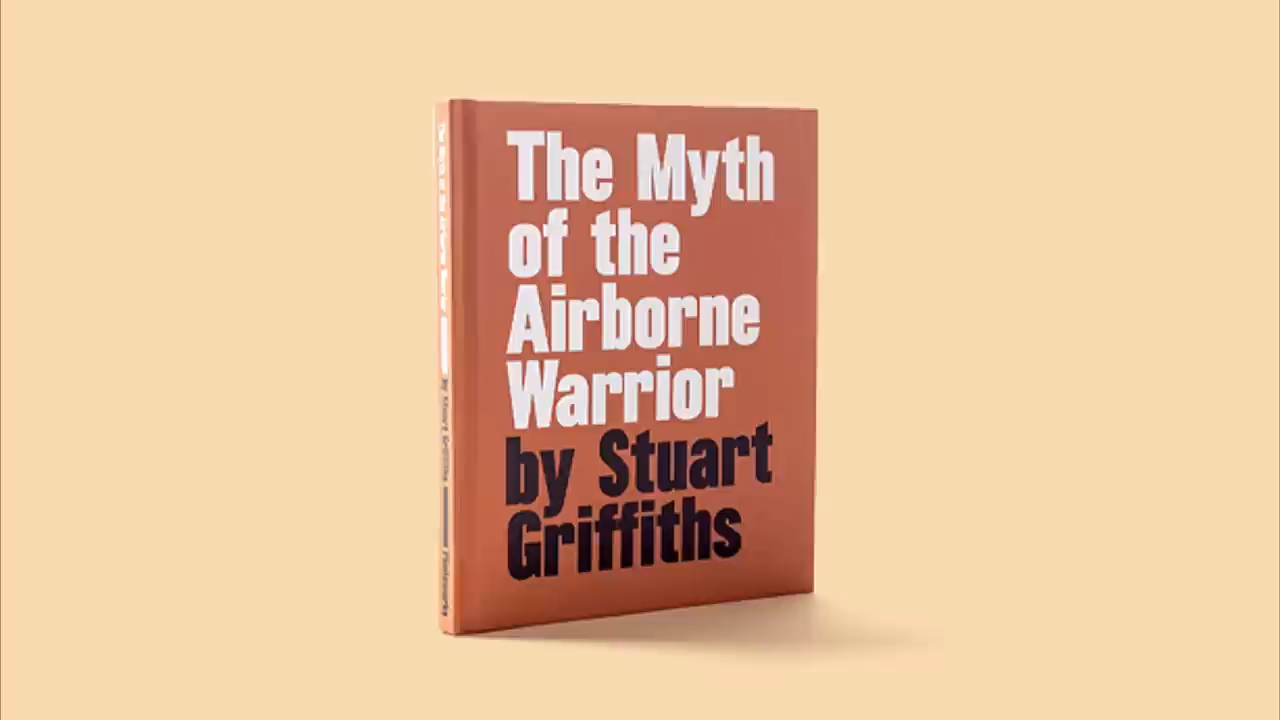 The Myth
of the
Airborne
Warrior
by Stuart
Griffiths